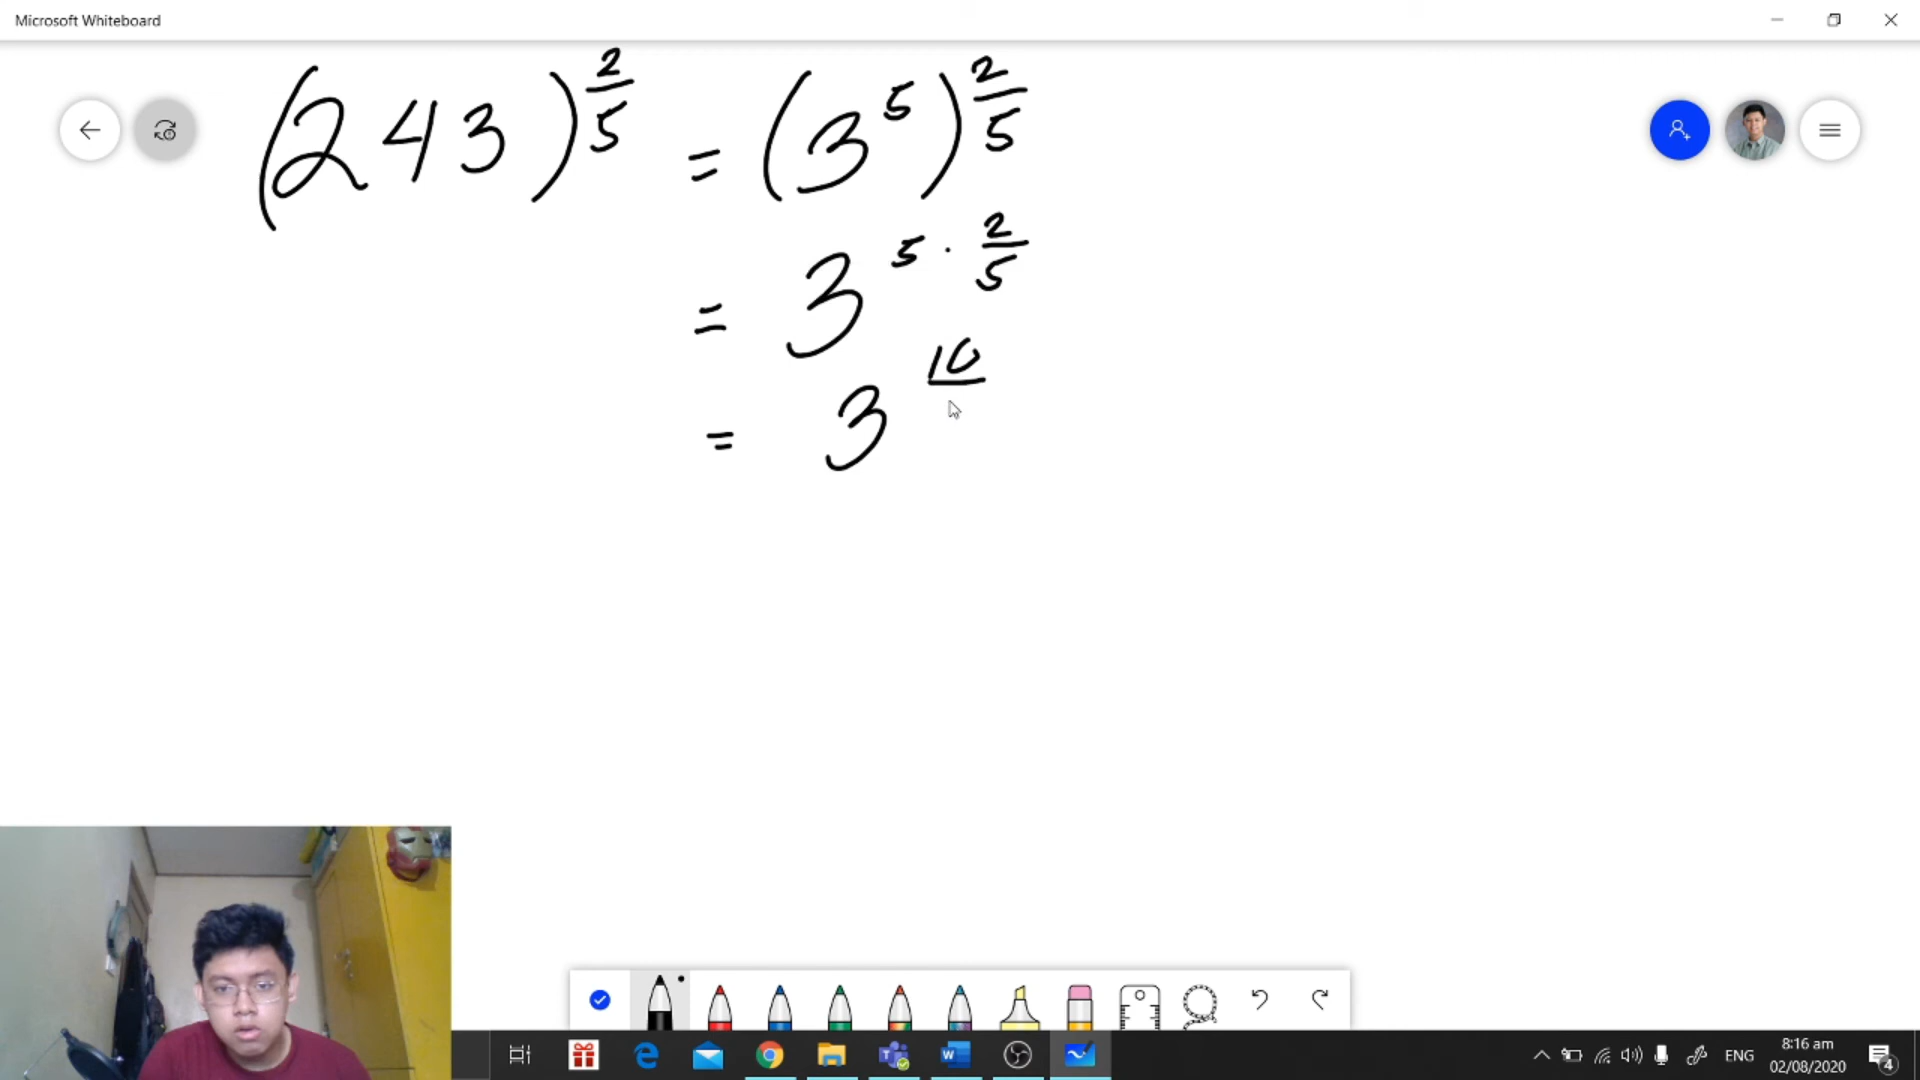 Microsoft Whiteboard
(243)^(2/5) = (3^5)^(2/5)
= 3^(5 · 2/5)
= 3^(10/
ENG
8:16 am
02/08/2020
4